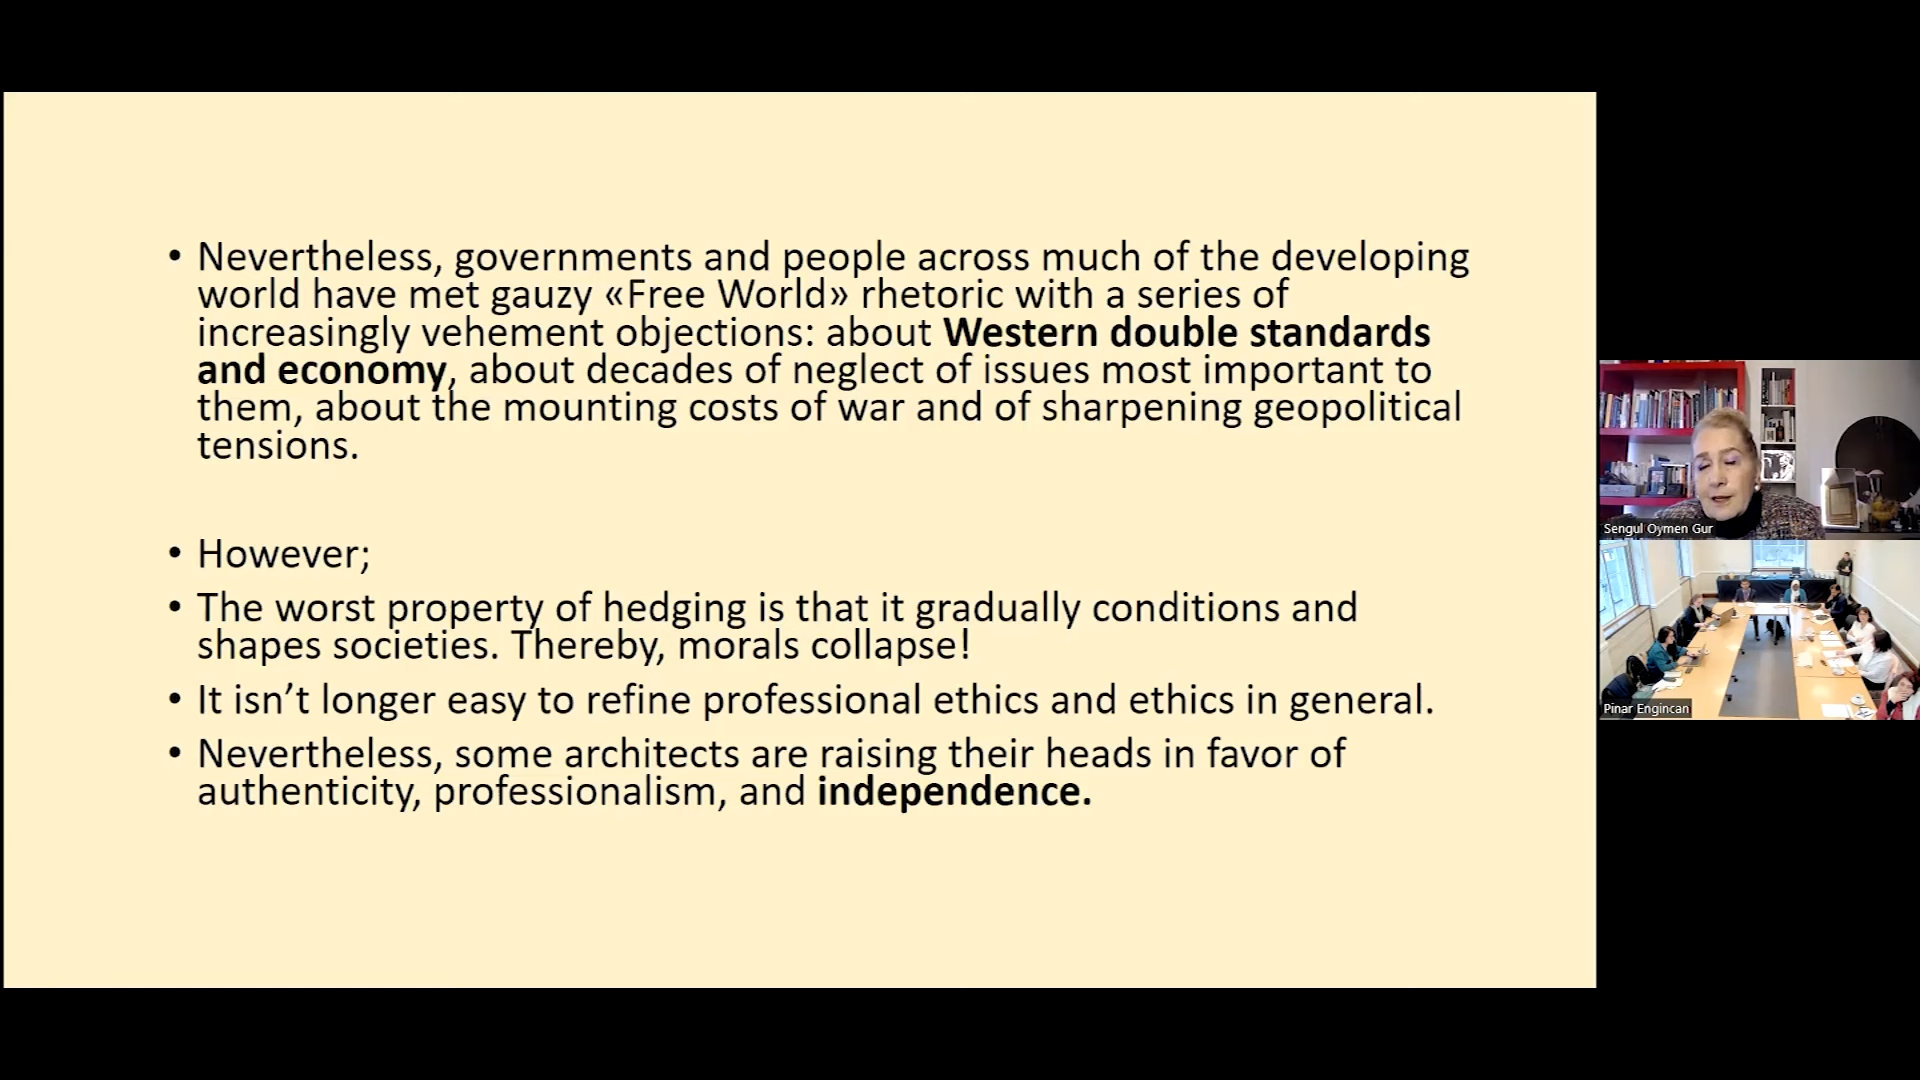 • Nevertheless, governments and people across much of the developing
world have met gauzy «Free World» rhetoric with a series of
increasingly vehement objections: about Western double standards
and economy, about decades of neglect of issues most important to
them, about the mounting costs of war and of sharpening geopolitical
tensions.
• However;
• The worst property of hedging is that it gradually conditions and
shapes societies. Thereby, morals collapse!
• It isn’t longer easy to refine professional ethics and ethics in general.
• Nevertheless, some architects are raising their heads in favor of
authenticity, professionalism, and independence.
Sengul Oymen Gur
Pinar Engincan